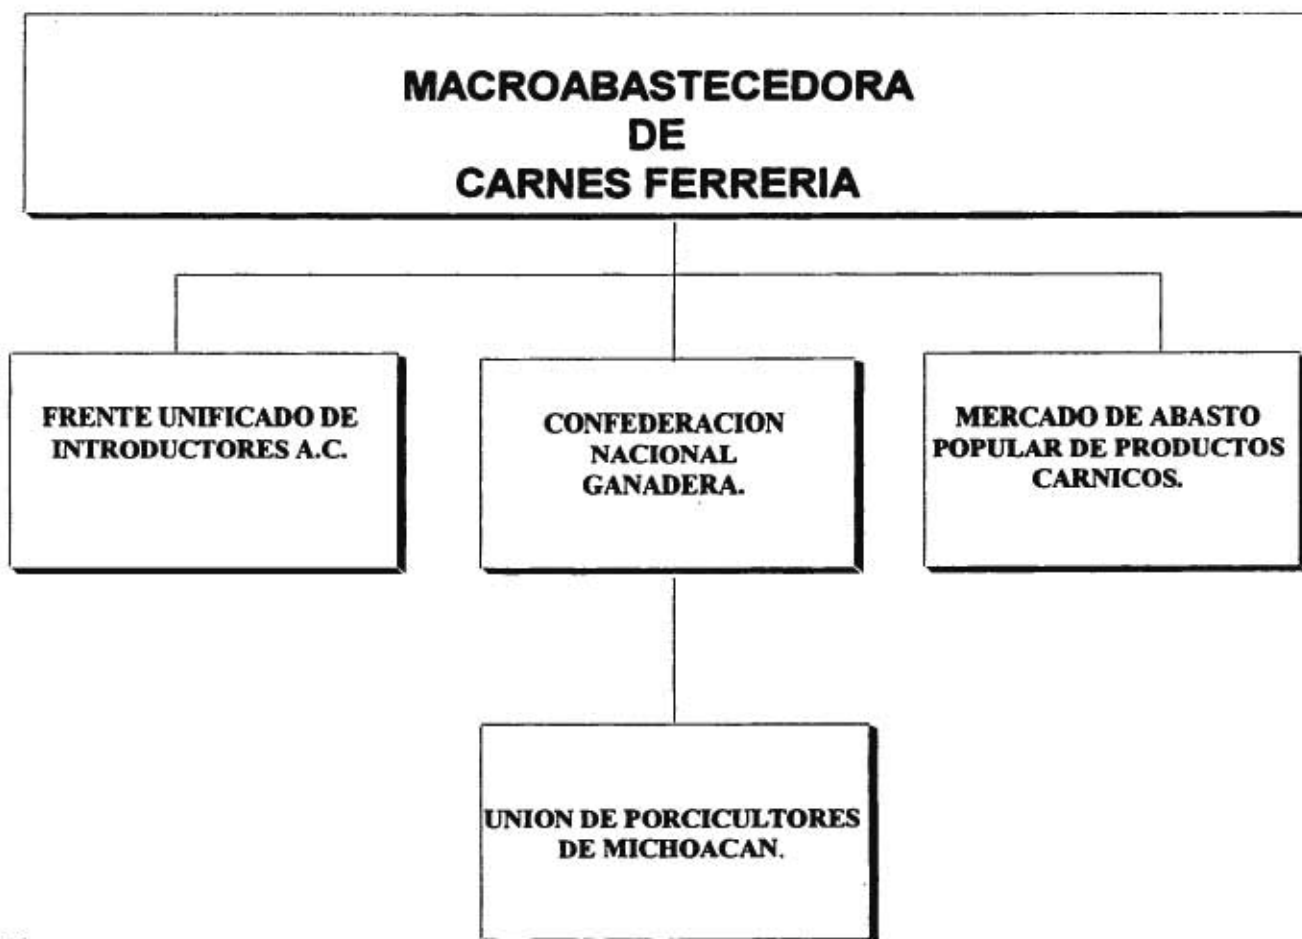 MACROABASTECEDORA
DE
CARNES FERRERIA
FRENTE UNIFICADO DE
INTRODUCTORES A.C.
CONFEDERACION
NACIONAL
GANADERA.
MERCADO DE ABASTO
POPULAR DE PRODUCTOS
CARNICOS.
UNION DE PORCICULTORES
DE MICHOACAN.